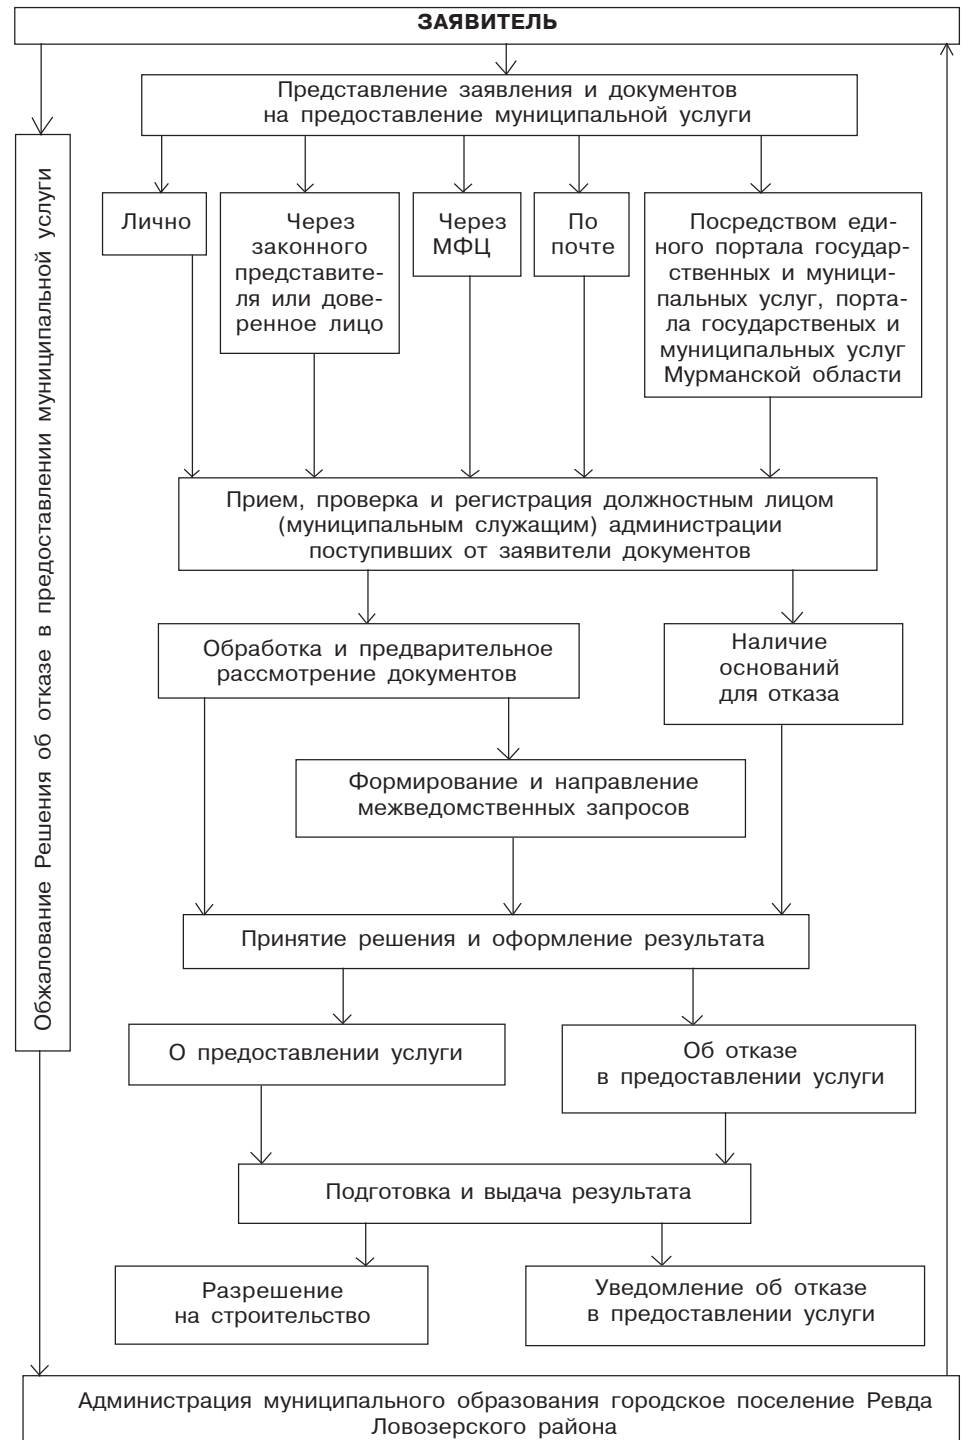 ЗАЯВИТЕЛЬ
Представление заявления и документов
на предоставление муниципальной услуги
Обжалование Решения об отказе в предоставлении муниципальной услуги
Лично
Через
законного
представите-
ля или дове-
ренное лицо
Через
МФЦ
По
почте
Посредством еди-
ного портала государ-
ственных и муници-
пальных услуг, порта-
ла государственых и
муниципальных услуг
Мурманской области
Прием, проверка и регистрация должностным лицом
(муниципальным служащим) администрации
поступивших от заявители документов
Обработка и предварительное
рассмотрение документов
Наличие
оснований
для отказа
Формирование и направление
межведомственных запросов
Принятие решения и оформление результата
О предоставлении услуги
Об отказе
в предоставлении услуги
Подготовка и выдача результата
Разрешение
на строительство
Уведомление об отказе
в предоставлении услуги
Администрация муниципального образования городское поселение Ревда
Ловозерского района